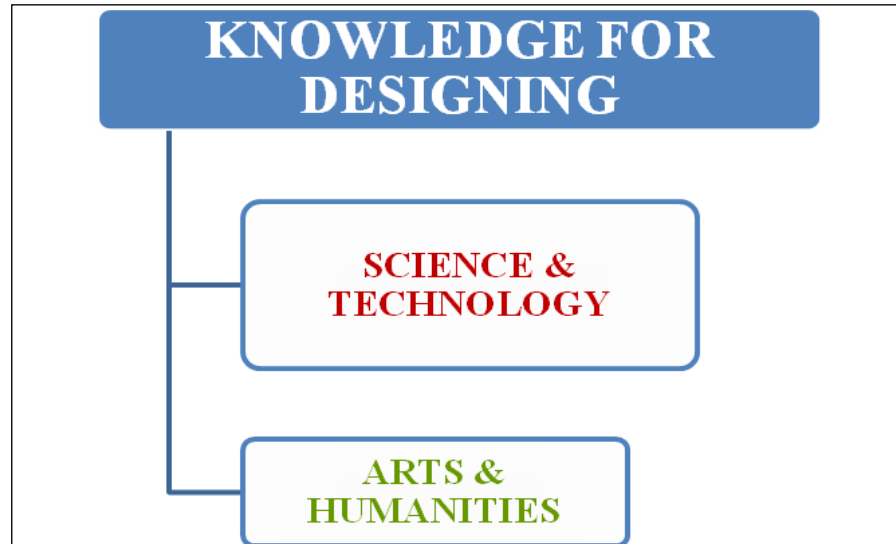 KNOWLEDGE FOR
DESIGNING
SCIENCE &
TECHNOLOGY
ARTS &
HUMANITIES